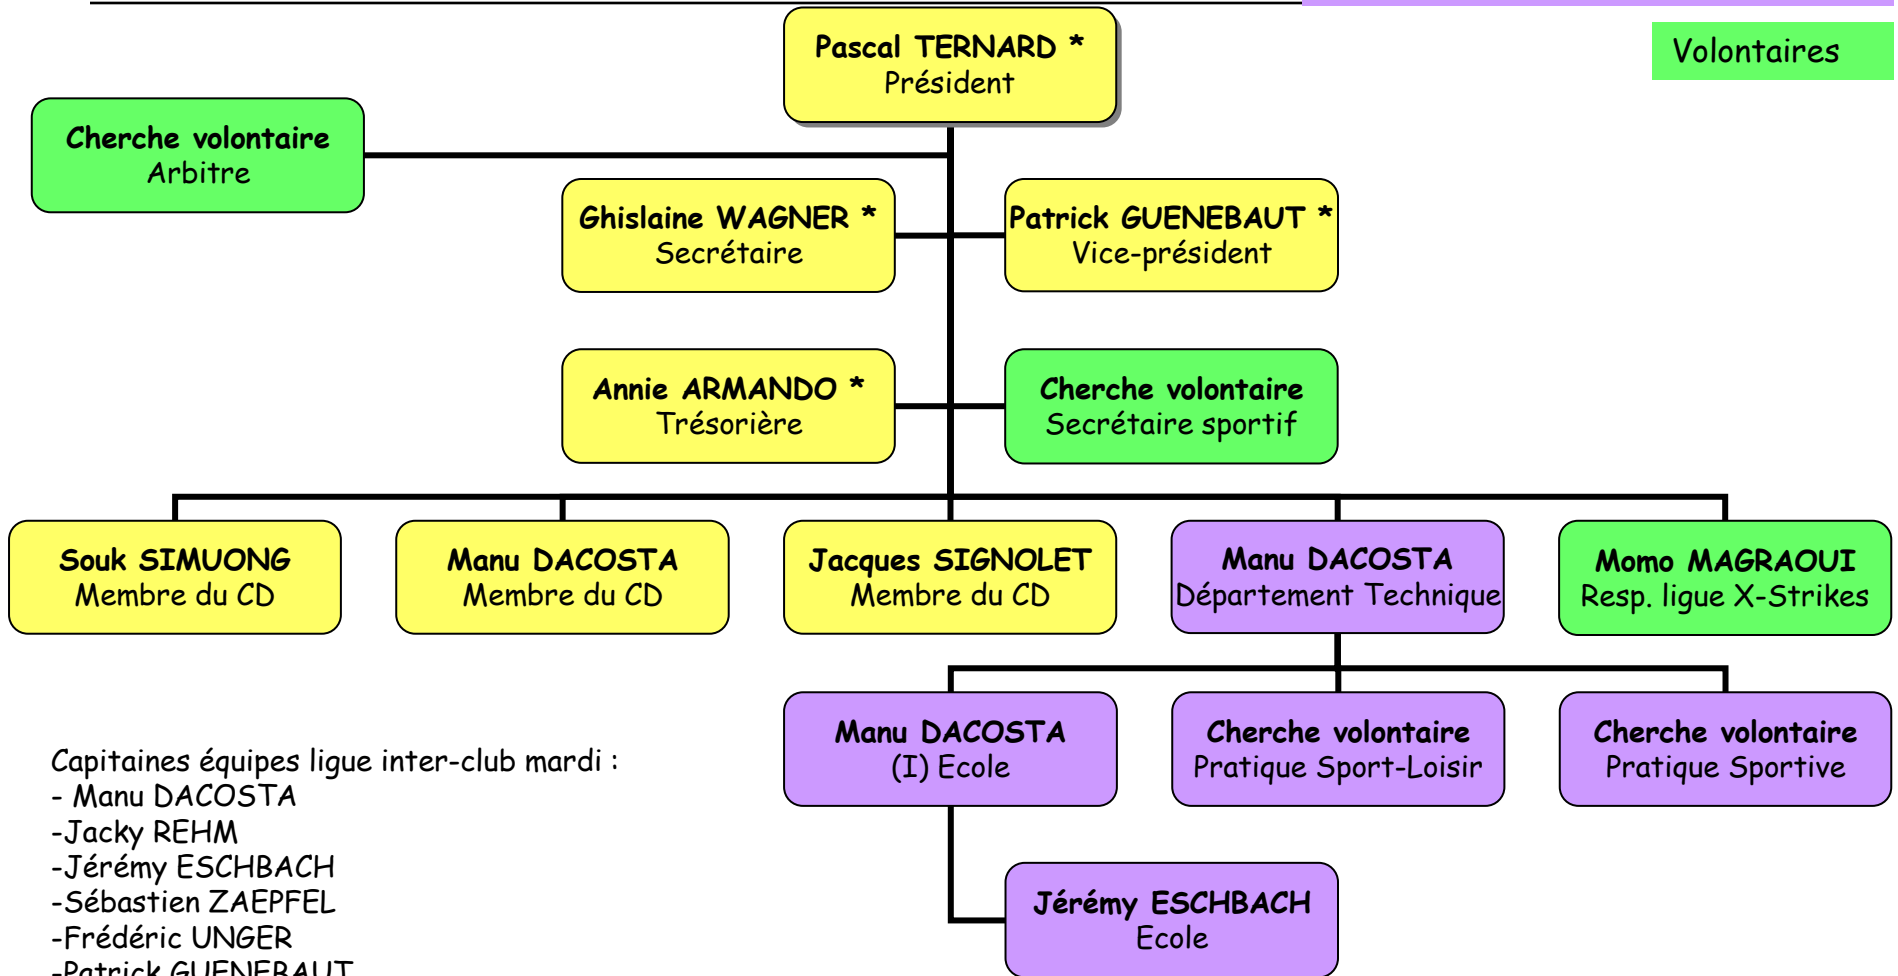 Pascal TERNARD *
Président
Volontaires
Cherche volontaire
Arbitre
Ghislaine WAGNER *
Secrétaire
Patrick GUENEBAUT *
Vice-président
Annie ARMANDO *
Trésorière
Cherche volontaire
Secrétaire sportif
Souk SIMUONG
Membre du CD
Manu DACOSTA
Membre du CD
Jacques SIGNOLET
Membre du CD
Manu DACOSTA
Département Technique
Momo MAGRAOUI
Resp. ligue X-Strikes
Manu DACOSTA
(I) Ecole
Cherche volontaire
Pratique Sport-Loisir
Cherche volontaire
Pratique Sportive
Jérémy ESCHBACH
Ecole
Capitaines équipes ligue inter-club mardi :
- Manu DACOSTA
-Jacky REHM
-Jérémy ESCHBACH
-Sébastien ZAEPFEL
-Frédéric UNGER
-Patrick GUENEBAUT